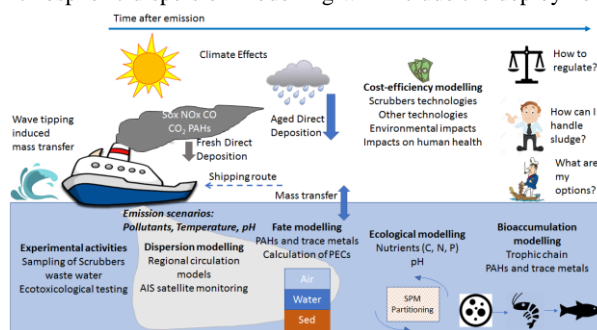 Time after emission
Climate Effects
Sox NOx CO
CO2 PAHs
Fresh Direct
Deposition
Aged Direct
Deposition
Cost-efficiency modelling
Scrubbers technologies
Other technologies
Environmental impacts
Impacts on human health
How to
regulate?
How can I
handle
sludge?
What are
my
options?
Wave tipping
induced
mass transfer
Shipping route
Mass transfer
Emission scenarios:
Pollutants, Temperature, pH
Experimental activities
Sampling of Scrubbers
waste water
Ecotoxicological testing
Dispersion modelling
Regional circulation
models
AIS satellite monitoring
Fate modelling
PAHs and trace metals
Calculation of PECs
Air
Water
Sed
Ecological modelling
Nutrients (C, N, P)
pH
SPM
Partitioning
Bioaccumulation
modelling
Trophic chain
PAHs and trace metals